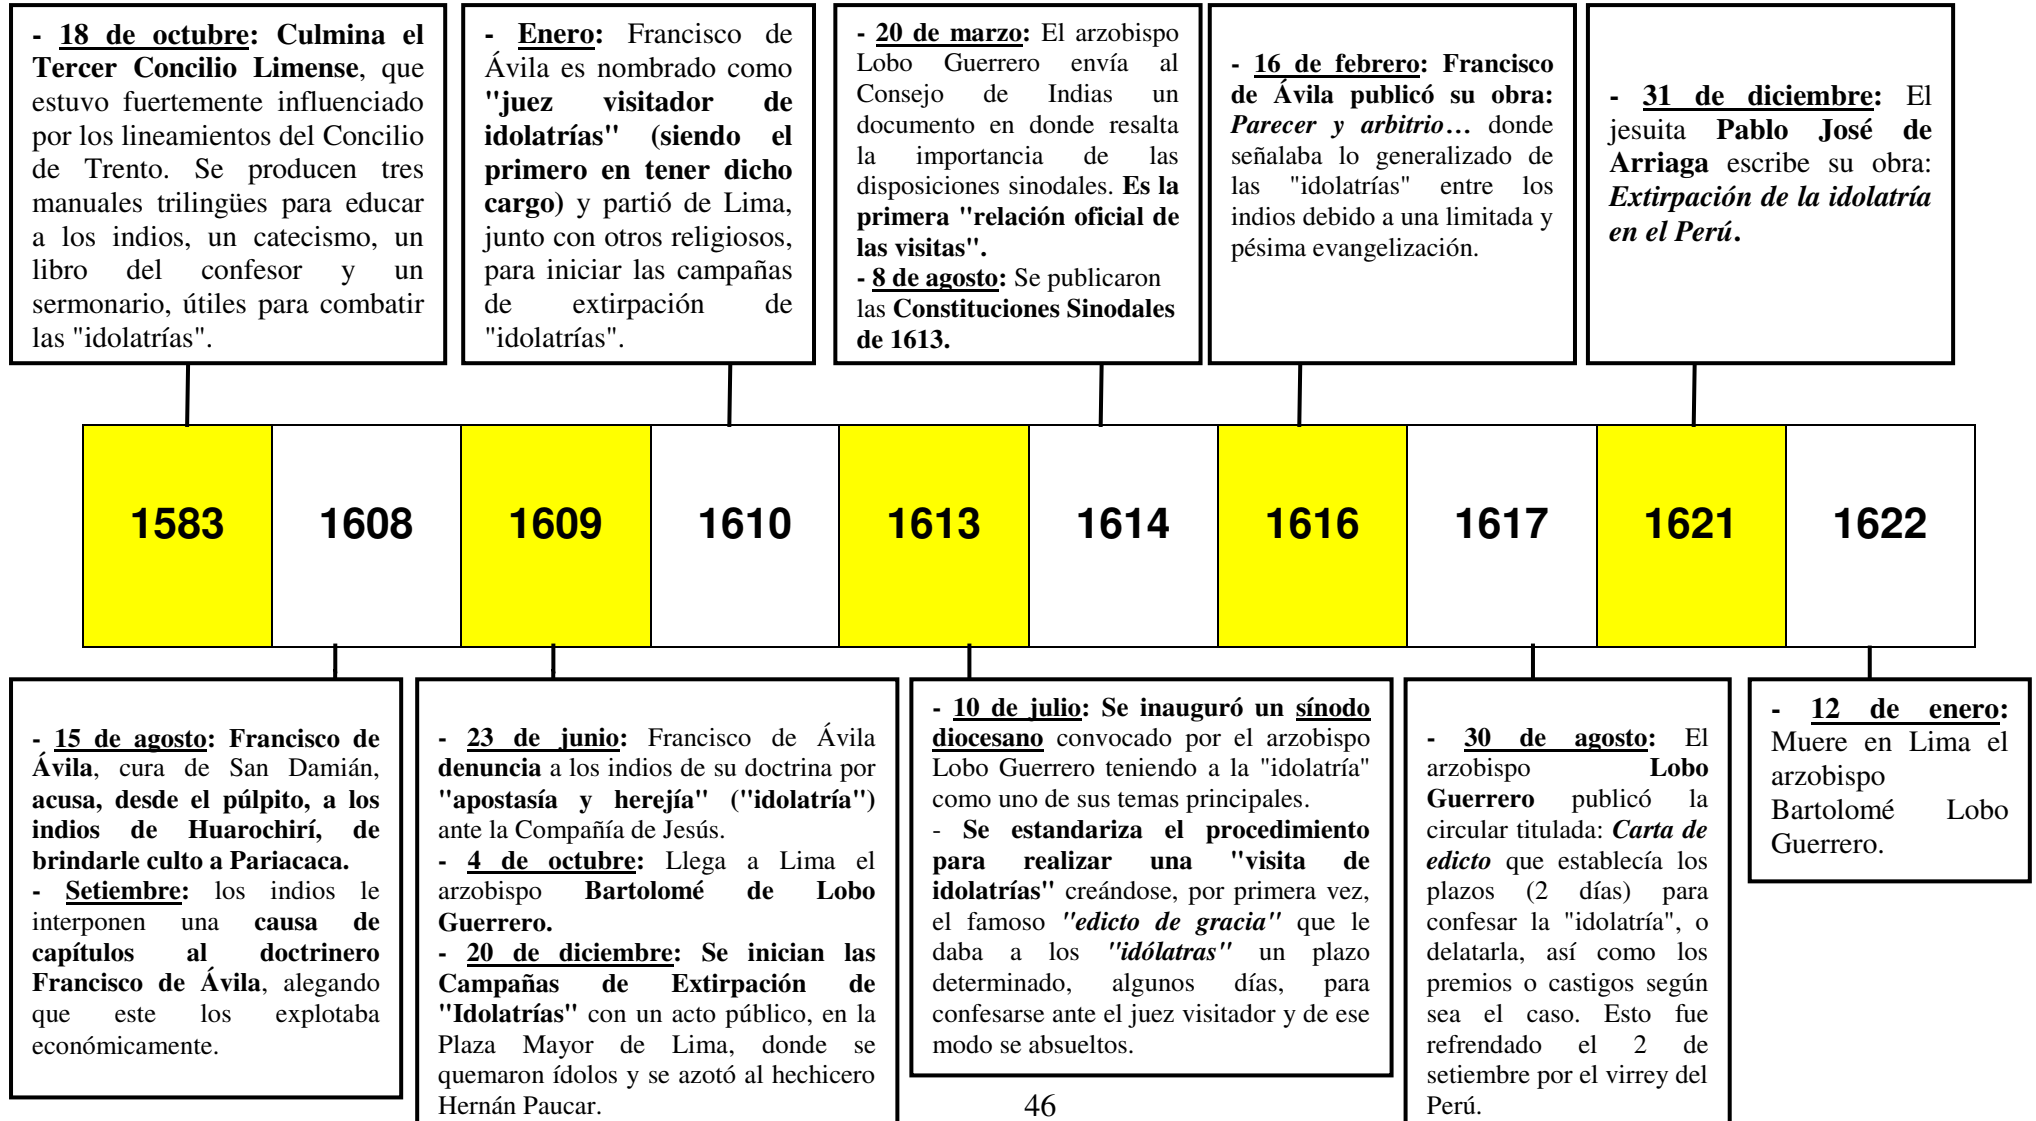 - 18 de octubre: Culmina el
Tercer Concilio Limense, que
estuvo fuertemente influenciado
por los lineamientos del Concilio
de Trento. Se producen tres
manuales trilingües para educar
a los indios, un catecismo, un
libro del confesor y un
sermonario, útiles para combatir
las "idolatrías".
- Enero: Francisco de
Ávila es nombrado como
"juez visitador de
idolatrías" (siendo el
primero en tener dicho
cargo) y partió de Lima,
junto con otros religiosos,
para iniciar las campañas
de extirpación de
"idolatrías".
- 20 de marzo: El arzobispo
Lobo Guerrero envía al
Consejo de Indias un
documento en donde resalta
la importancia de las
disposiciones sinodales. Es la
primera "relación oficial de
las visitas".
- 8 de agosto: Se publicaron
las Constituciones Sinodales
de 1613.
- 16 de febrero: Francisco
de Ávila publicó su obra:
Parecer y arbitrio… donde
señalaba lo generalizado de
las "idolatrías" entre los
indios debido a una limitada y
pésima evangelización.
- 31 de diciembre: El
jesuita Pablo José de
Arriaga escribe su obra:
Extirpación de la idolatría
en el Perú.
1583
1608
1609
1610
1613
1614
1616
1617
1621
1622
- 15 de agosto: Francisco de
Ávila, cura de San Damián,
acusa, desde el púlpito, a los
indios de Huarochirí, de
brindarle culto a Pariacaca.
- Setiembre: los indios le
interponen una causa de
capítulos al doctrinero
Francisco de Ávila, alegando
que este los explotaba
económicamente.
- 23 de junio: Francisco de Ávila
denuncia a los indios de su doctrina por
"apostasía y herejía" ("idolatría")
ante la Compañía de Jesús.
- 4 de octubre: Llega a Lima el
arzobispo Bartolomé de Lobo
Guerrero.
- 20 de diciembre: Se inician las
Campañas de Extirpación de
"Idolatrías" con un acto público, en la
Plaza Mayor de Lima, donde se
quemaron ídolos y se azotó al hechicero
Hernán Paucar.
- 10 de julio: Se inauguró un sínodo
diocesano convocado por el arzobispo
Lobo Guerrero teniendo a la "idolatría"
como uno de sus temas principales.
- Se estandariza el procedimiento
para realizar una "visita de
idolatrías" creándose, por primera vez,
el famoso "edicto de gracia" que le
daba a los "idólatras" un plazo
determinado, algunos días, para
confesarse ante el juez visitador y de ese
modo se absueltos.
- 30 de agosto: El
arzobispo Lobo
Guerrero publicó la
circular titulada: Carta de
edicto que establecía los
plazos (2 días) para
confesar la "idolatría", o
delatarla, así como los
premios o castigos según
sea el caso. Esto fue
refrendado el 2 de
setiembre por el virrey del
Perú.
- 12 de enero:
Muere en Lima el
arzobispo
Bartolomé Lobo
Guerrero.
46